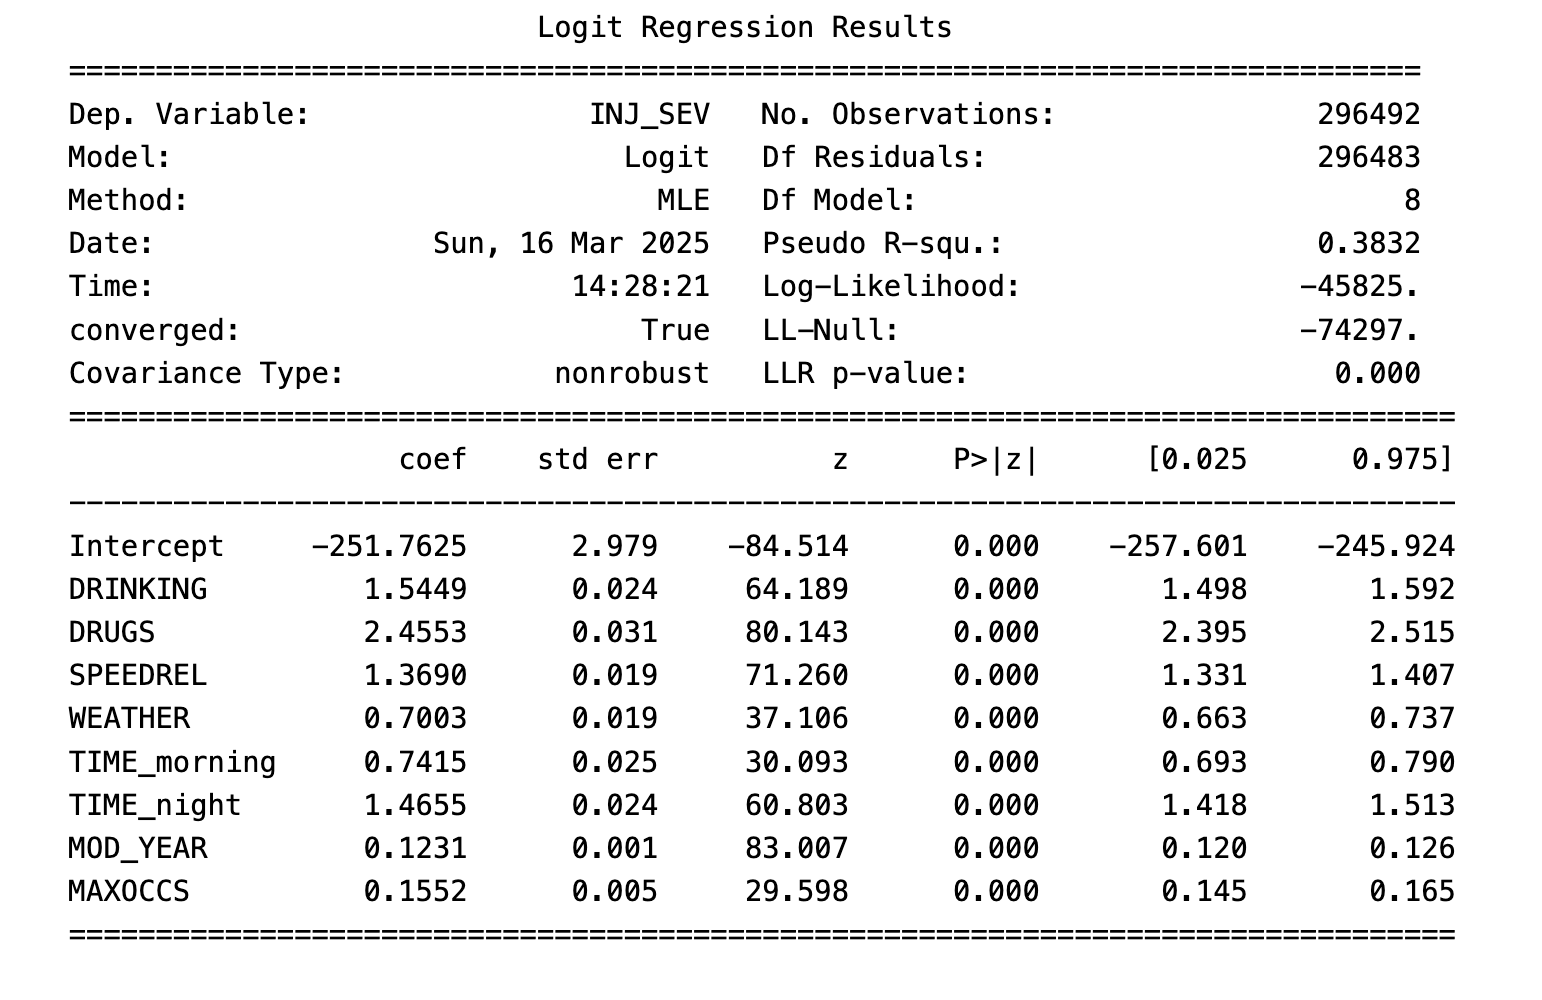 Logit Regression Results
==============================================================================
Dep. Variable: INJ_SEV No. Observations: 296492
Model: Logit Df Residuals: 296483
Method: MLE Df Model: 8
Date: Sun, 16 Mar 2025 Pseudo R-squ.: 0.3832
Time: 14:28:21 Log-Likelihood: -45825.
converged: True LL-Null: -74297.
Covariance Type: nonrobust LLR p-value: 0.000
================================================================================
coef std err z P>|z| [0.025 0.975]
--------------------------------------------------------------------------------
Intercept -251.7625 2.979 -84.514 0.000 -257.601 -245.924
DRINKING 1.5449 0.024 64.189 0.000 1.498 1.592
DRUGS 2.4553 0.031 80.143 0.000 2.395 2.515
SPEEDREL 1.3690 0.019 71.260 0.000 1.331 1.407
WEATHER 0.7003 0.019 37.106 0.000 0.663 0.737
TIME_morning 0.7415 0.025 30.093 0.000 0.693 0.790
TIME_night 1.4655 0.024 60.803 0.000 1.418 1.513
MOD_YEAR 0.1231 0.001 83.007 0.000 0.120 0.126
MAXOCCS 0.1552 0.005 29.598 0.000 0.145 0.165
================================================================================